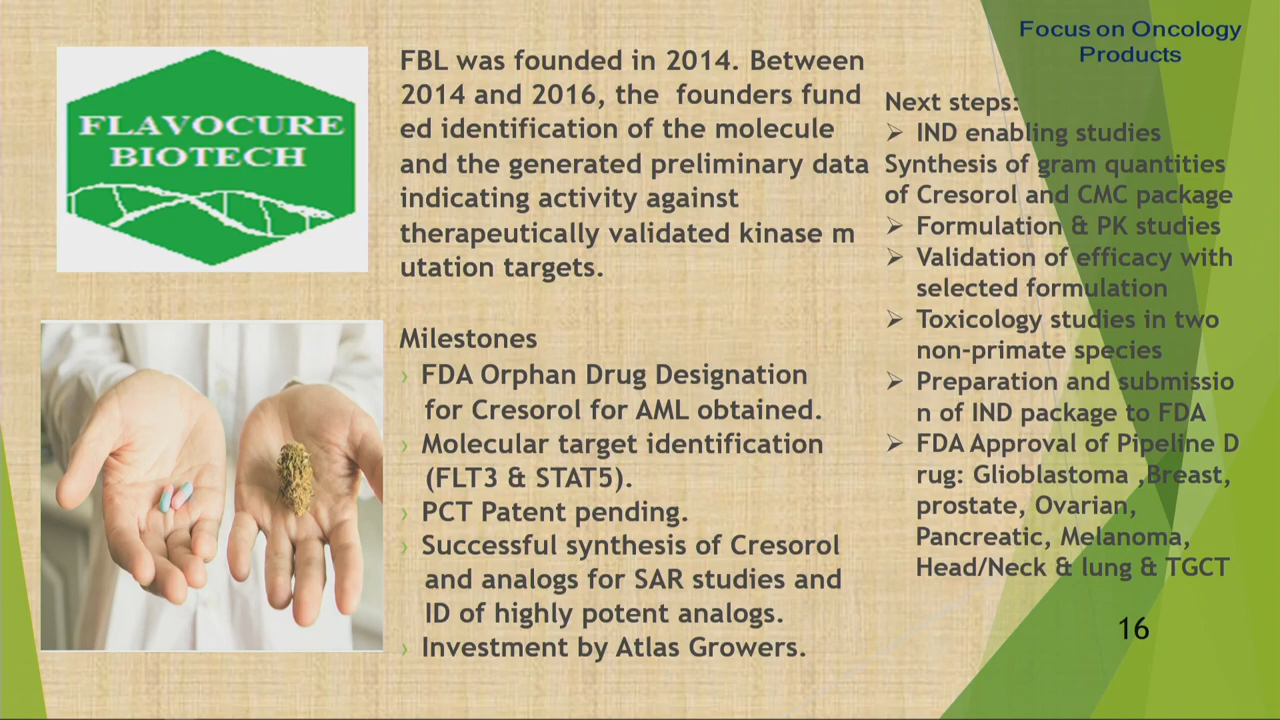 FLAVOCURE
BIOTECH
FBL was founded in 2014. Between
2014 and 2016, the  founders fund
ed identification of the molecule
and the generated preliminary data
indicating activity against
therapeutically validated kinase m
utation targets.
Milestones
› FDA Orphan Drug Designation
for Cresorol for AML obtained.
› Molecular target identification
(FLT3 & STAT5).
› PCT Patent pending.
› Successful synthesis of Cresorol
and analogs for SAR studies and
ID of highly potent analogs.
› Investment by Atlas Growers.
Focus on Oncology
Products
Next steps:
➢ IND enabling studies
Synthesis of gram quantities
of Cresorol and CMC package
➢ Formulation & PK studies
➢ Validation of efficacy with
selected formulation
➢ Toxicology studies in two
non-primate species
➢ Preparation and submissio
n of IND package to FDA
➢ FDA Approval of Pipeline D
rug: Glioblastoma ,Breast,
prostate, Ovarian,
Pancreatic, Melanoma,
Head/Neck & lung & TGCT
16